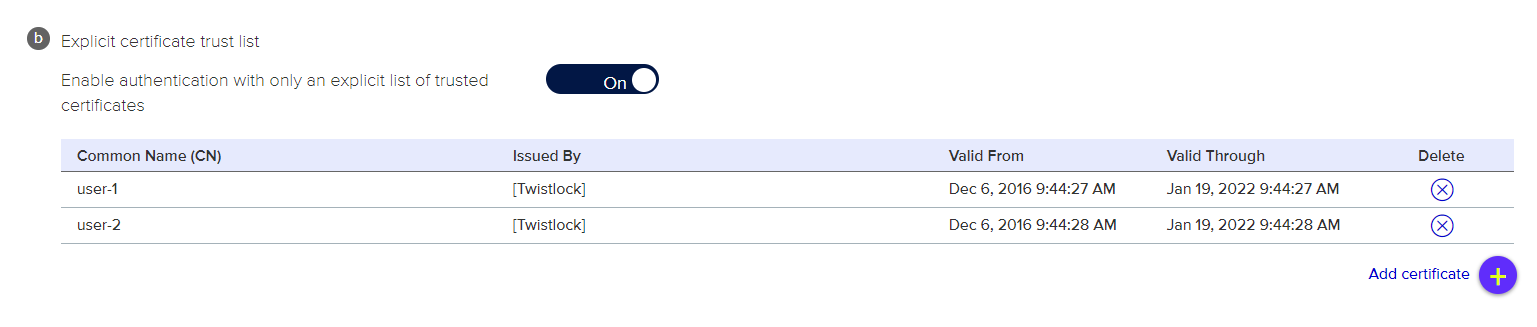 b Explicit certificate trust list
Enable authentication with only an explicit list of trusted
certificates
On
Common Name (CN) Issued By Valid From Valid Through Delete
user-1 [Twistlock] Dec 6, 2016 9:44:27 AM Jan 19, 2022 9:44:27 AM
user-2 [Twistlock] Dec 6, 2016 9:44:28 AM Jan 19, 2022 9:44:28 AM
Add certificate